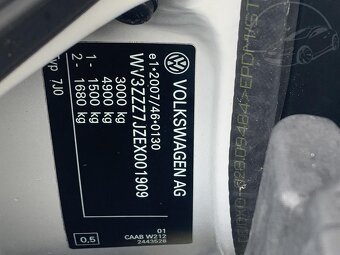 VOLKSWAGEN AG
e1*2007/46*0130
WV3ZZZ7JZEX001909
3000 kg
4900 kg
1 - 1500 kg
2 - 1680 kg
Typ 7J0
0,5
01
CAAB W212
2443528